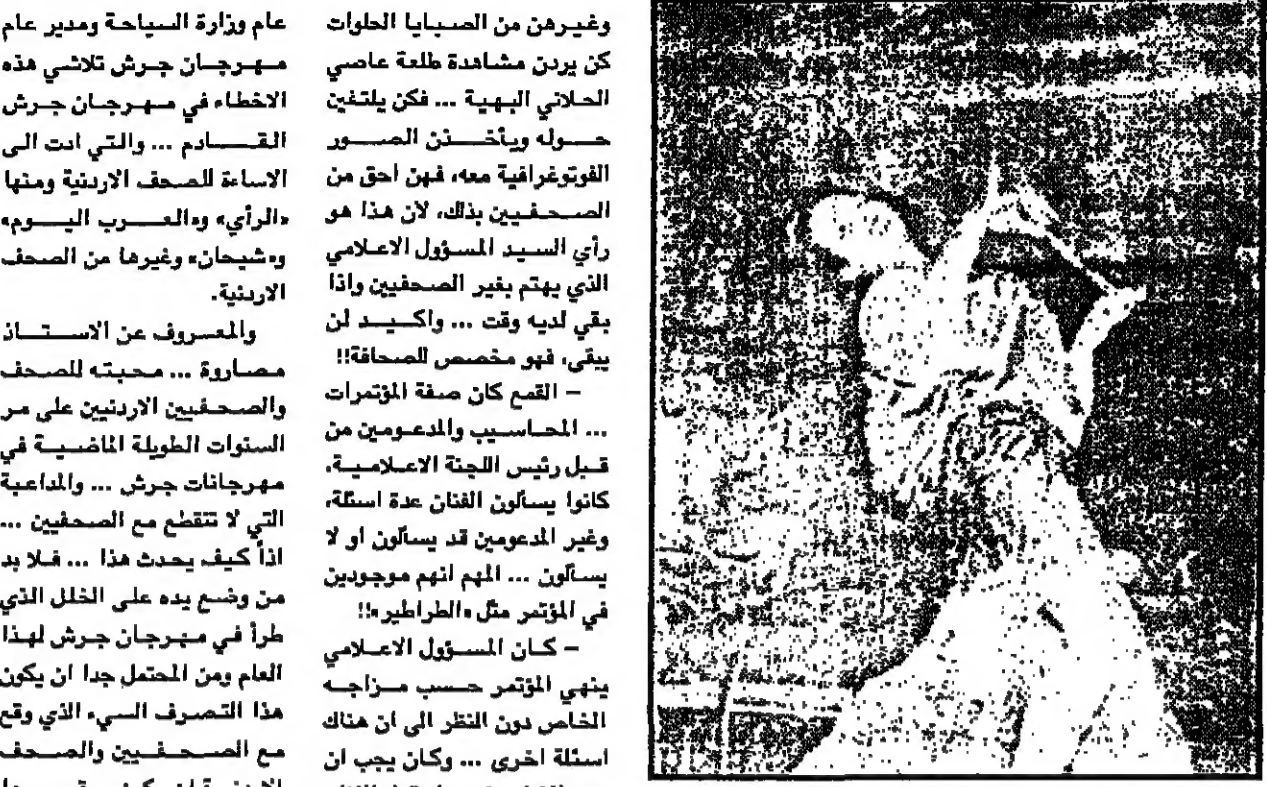 وغيرهن من الصبايا الحلوات
كن يردن مشاهدة طلعة عاصي
الحلاني البهية ... فكن يلتفين
حوله ويأخذن الصور
الفوتوغرافية معه، فهن احق من
الصحفيين بذلك، لان هذا هو
رأي السيد المسؤول الاعلامي
الذي يهتم بغير الصحفيين واذا
بقي لديه وقت ... واكيد لن
يبقى، فهو مخصص للصحافة!!
– القمع كان صفة المؤتمرات
... المحاسيب والمدعومين من
قبل رئيس اللجنة الاعلامية،
كانوا يسألون الفنان عدة اسئلة،
وغير المدعومين قد يسألون او لا
يسألون ... المهم انهم موجودين
في المؤتمر مثل «الطراطير»!!
– كان المسؤول الاعلامي
ينهي المؤتمر حسب مزاجه
الخاص دون النظر الى ان هناك
اسئلة اخرى ... وكان يجب ان
عام وزارة السياحة ومدير عام
مهرجان جرش تلاشي هذه
الاخطاء في مهرجان جرش
القادم ... والتي ادت الى
الاساءة للصحف الاردنية ومنها
«الرأي» و«العرب اليوم»
و«شيحان» وغيرها من الصحف
الاردنية.
والمعروف عن الاستاذ
مصاروة ... محبته للصحف
والصحفيين الاردنيين على مر
السنوات الطويلة الماضية في
مهرجانات جرش ... والمداعبة
التي لا تتقطع مع الصحفيين ...
اذاً كيف يحدث هذا ... فلا بد
من وضع يده على الخلل الذي
طرأ في مهرجان جرش لهذا
العام ومن المحتمل جدا ان يكون
هذا التصرف السيء الذي وقع
مع الصحفيين والصحف